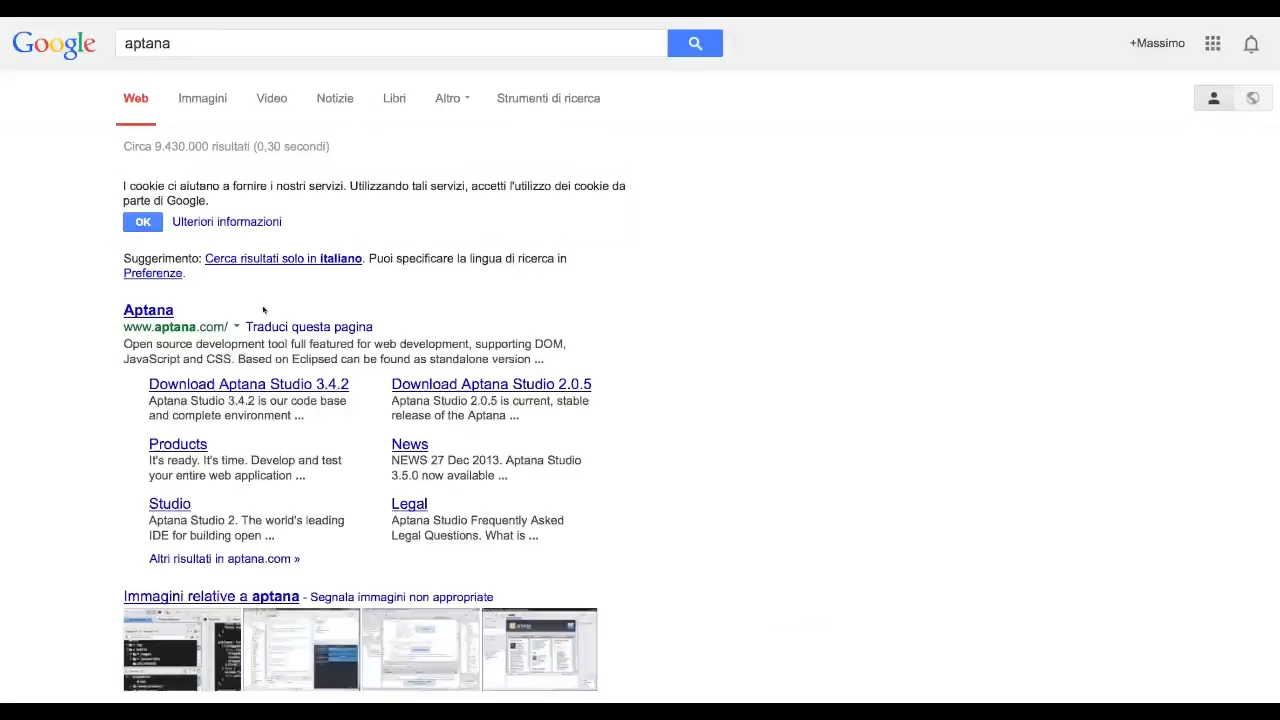 Google
aptana
+Massimo
Web Immagini Video Notizie Libri Altro Strumenti di ricerca
Circa 9.430.000 risultati (0,30 secondi)
I cookie ci aiutano a fornire i nostri servizi. Utilizzando tali servizi, accetti l'utilizzo dei cookie da
parte di Google.
OK Ulteriori informazioni
Suggerimento: Cerca risultati solo in italiano. Puoi specificare la lingua di ricerca in
Preferenze.
Aptana
www.aptana.com/ Traduci questa pagina
Open source development tool full featured for web development, supporting DOM,
JavaScript and CSS. Based on Eclipsed can be found as standalone version ...
Download Aptana Studio 3.4.2
Aptana Studio 3.4.2 is our code base
and complete environment ...
Download Aptana Studio 2.0.5
Aptana Studio 2.0.5 is current, stable
release of the Aptana ...
Products
It's ready. It's time. Develop and test
your entire web application ...
News
NEWS 27 Dec 2013. Aptana Studio
3.5.0 now available ...
Studio
Aptana Studio 2. The world's leading
IDE for building open ...
Legal
Aptana Studio Frequently Asked
Legal Questions. What is ...
Altri risultati in aptana.com »
Immagini relative a aptana - Segnala immagini non appropriate